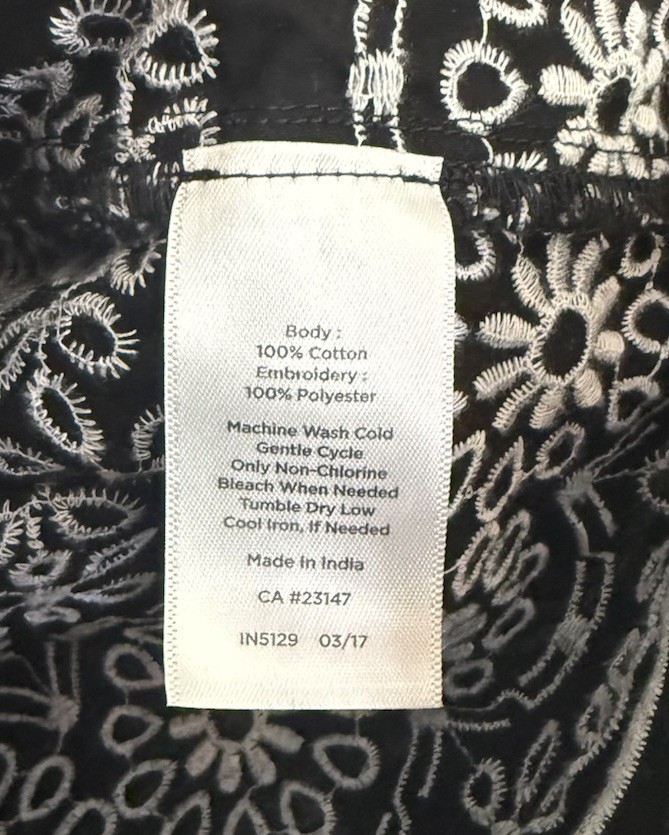 Body :
100% Cotton
Embroidery :
100% Polyester
Machine Wash Cold
Gentle Cycle
Only Non-Chlorine
Bleach When Needed
Tumble Dry Low
Cool Iron, If Needed
Made in India
CA #23147
IN5129 03/17